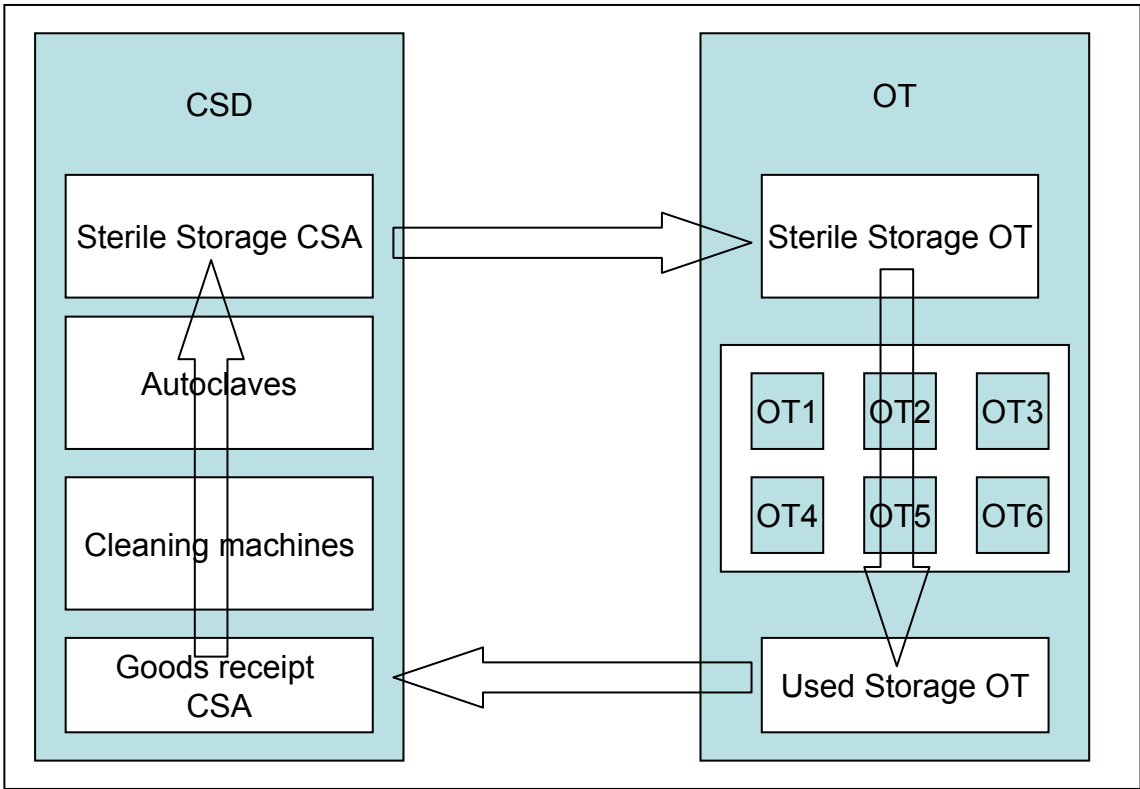 CSD
Sterile Storage CSA
Autoclaves
Cleaning machines
Goods receipt
CSA
OT
Sterile Storage OT
OT1
OT2
OT3
OT4
OT5
OT6
Used Storage OT